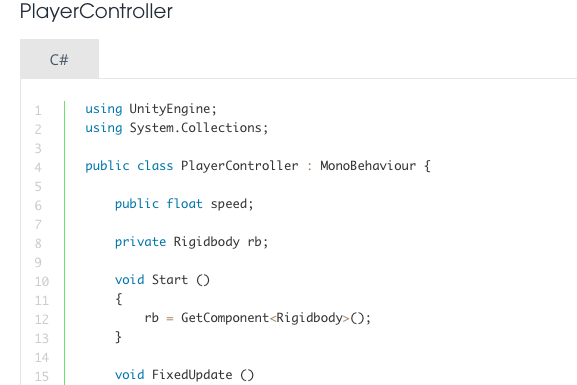 PlayerController
C#
1 using UnityEngine;
2 using System.Collections;
3
4 public class PlayerController : MonoBehaviour {
5
6     public float speed;
7
8     private Rigidbody rb;
9
10     void Start ()
11     {
12         rb = GetComponent<Rigidbody>();
13     }
14
15     void FixedUpdate ()